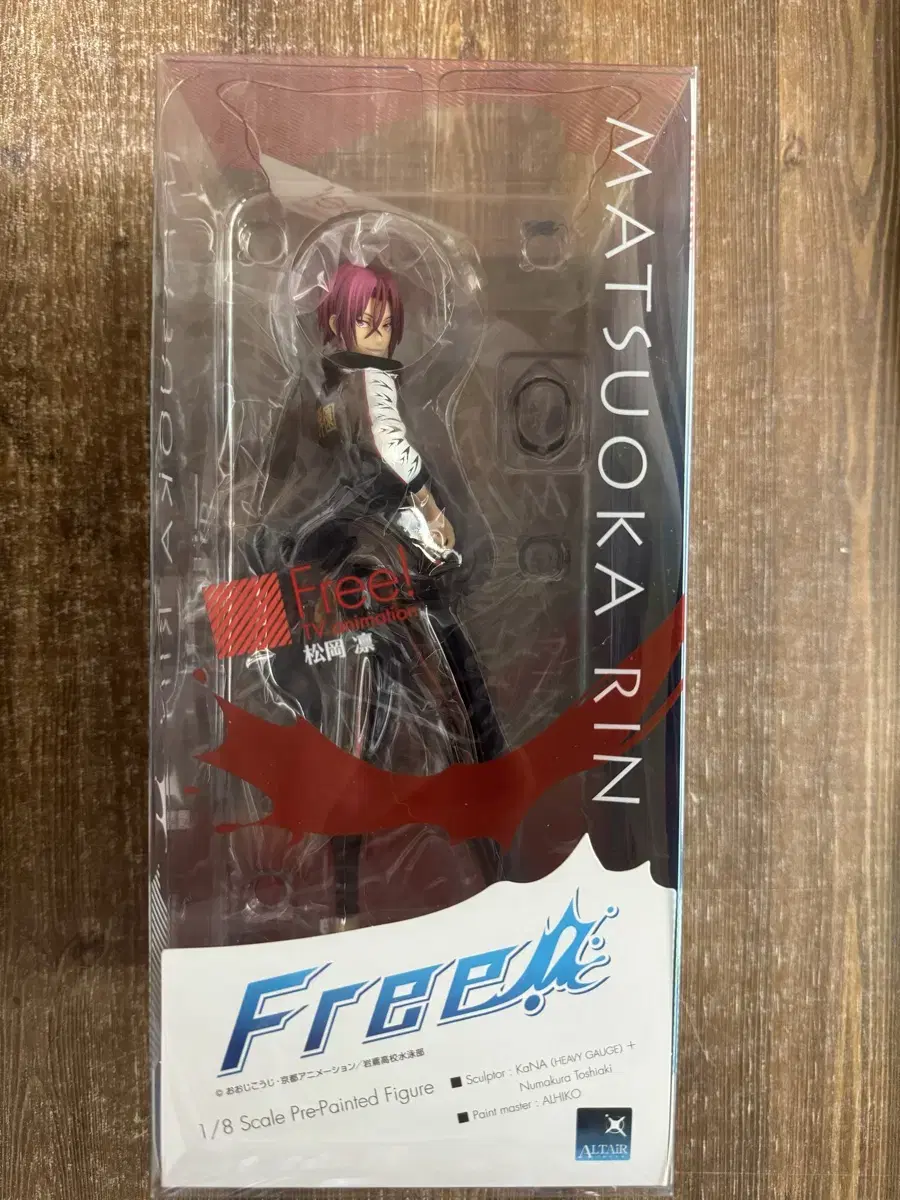 MATSUOKA RIN
Free!
TV animation
松岡 凛
Free!
© おおじこうじ・京都アニメーション/岩鳶高校水泳部
1/8 Scale Pre-Painted Figure
■ Sculptor : KaNA (HEAVY GAUGE) +
Numakura Toshiaki
■ Paint master : ALHIKO
ALTAiR